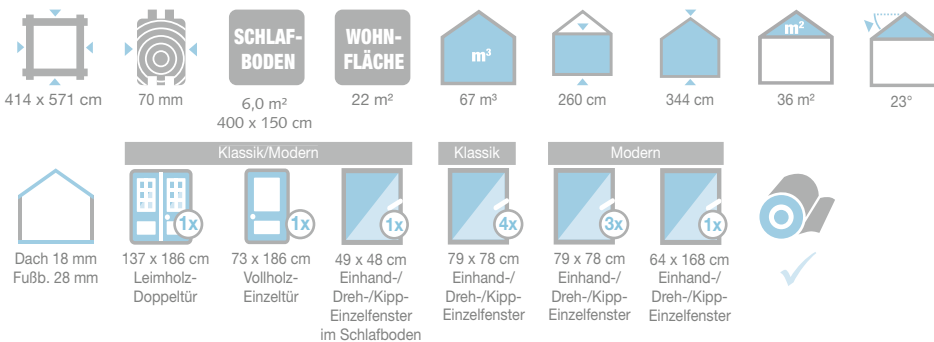 SCHLAF-
BODEN
WOHN-
FLÄCHE
m³
m²
414 x 571 cm
70 mm
6,0 m²
400 x 150 cm
22 m²
67 m³
260 cm
344 cm
36 m²
23°
Klassik/Modern
Klassik
Modern
1x
1x
1x
4x
3x
1x
Dach 18 mm
Fußb. 28 mm
137 x 186 cm
Leimholz-
Doppeltür
73 x 186 cm
Vollholz-
Einzeltür
49 x 48 cm
Einhand-/
Dreh-/Kipp-
Einzelfenster
im Schlafboden
79 x 78 cm
Einhand-/
Dreh-/Kipp-
Einzelfenster
79 x 78 cm
Einhand-/
Dreh-/Kipp-
Einzelfenster
64 x 168 cm
Einhand-/
Dreh-/Kipp-
Einzelfenster